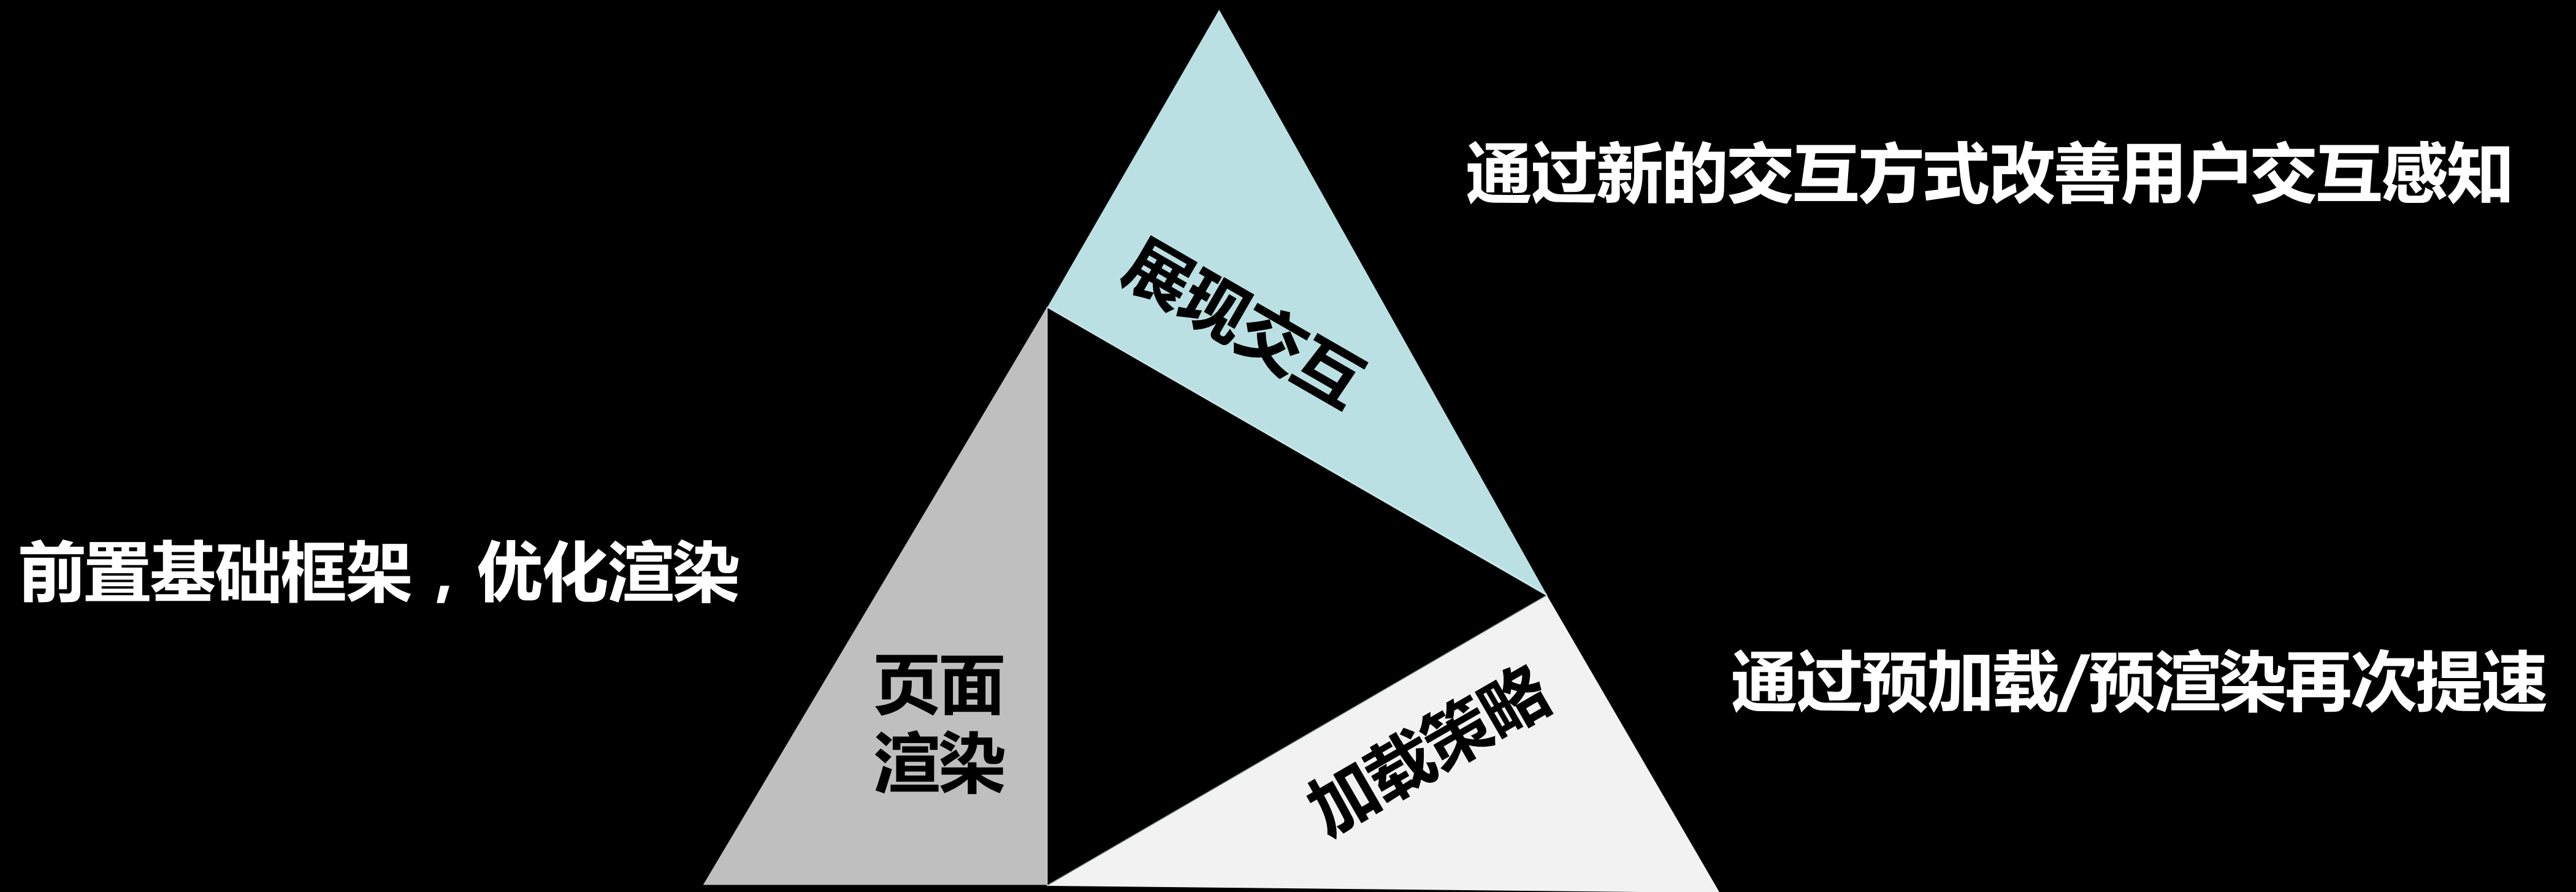 通过新的交互方式改善用户交互感知
展现交互
前置基础框架，优化渲染
页面
渲染
通过预加载/预渲染再次提速
加载策略